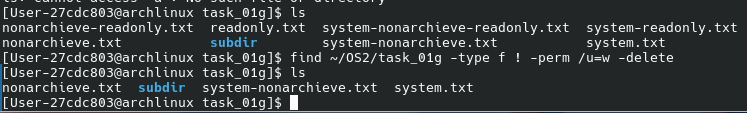 ls: cannot access 'a': No such file or directory
[User-27cdc803@archlinux task_01g]$ ls
nonarchieve-readonly.txt  readonly.txt  system-nonarchieve-readonly.txt  system-readonly.txt
nonarchieve.txt           subdir        system-nonarchieve.txt           system.txt
[User-27cdc803@archlinux task_01g]$ find ~/OS2/task_01g -type f ! -perm /u=w -delete
[User-27cdc803@archlinux task_01g]$ ls
nonarchieve.txt  subdir  system-nonarchieve.txt  system.txt
[User-27cdc803@archlinux task_01g]$